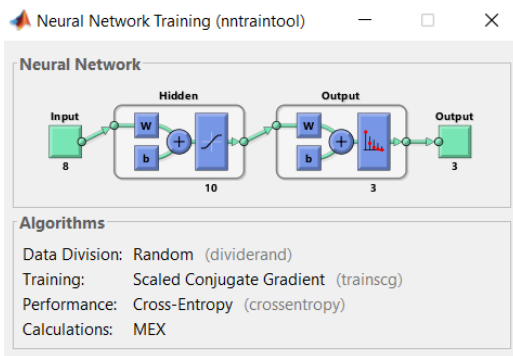 Neural Network Training (nntraintool)
Neural Network
Hidden Output
Input W b + W b + Output
8 10 3 3
Algorithms
Data Division: Random (dividerand)
Training: Scaled Conjugate Gradient (trainscg)
Performance: Cross-Entropy (crossentropy)
Calculations: MEX